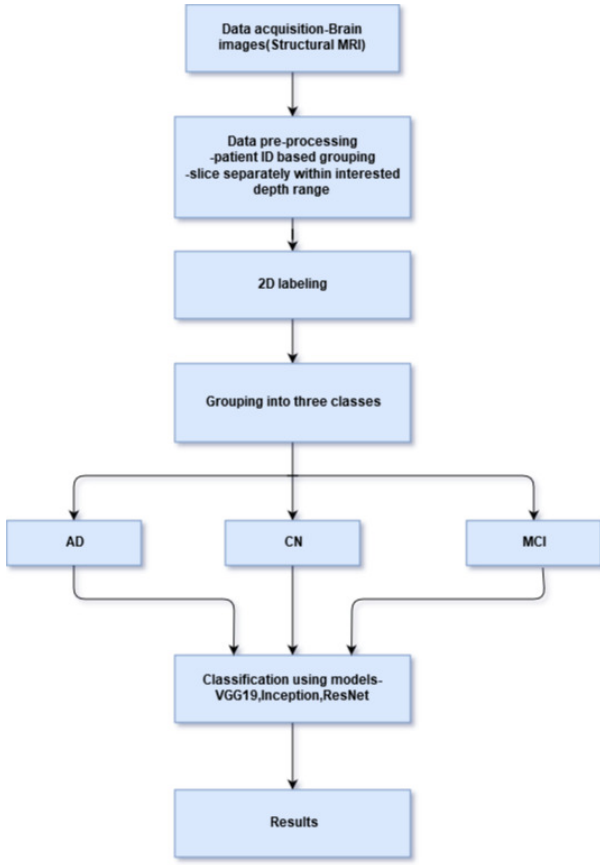 Data acquisition-Brain
images(Structural MRI)
Data pre-processing
-patient ID based grouping
-slice separately within interested
depth range
2D labeling
Grouping into three classes
AD
CN
MCI
Classification using models-
VGG19,Inception,ResNet
Results